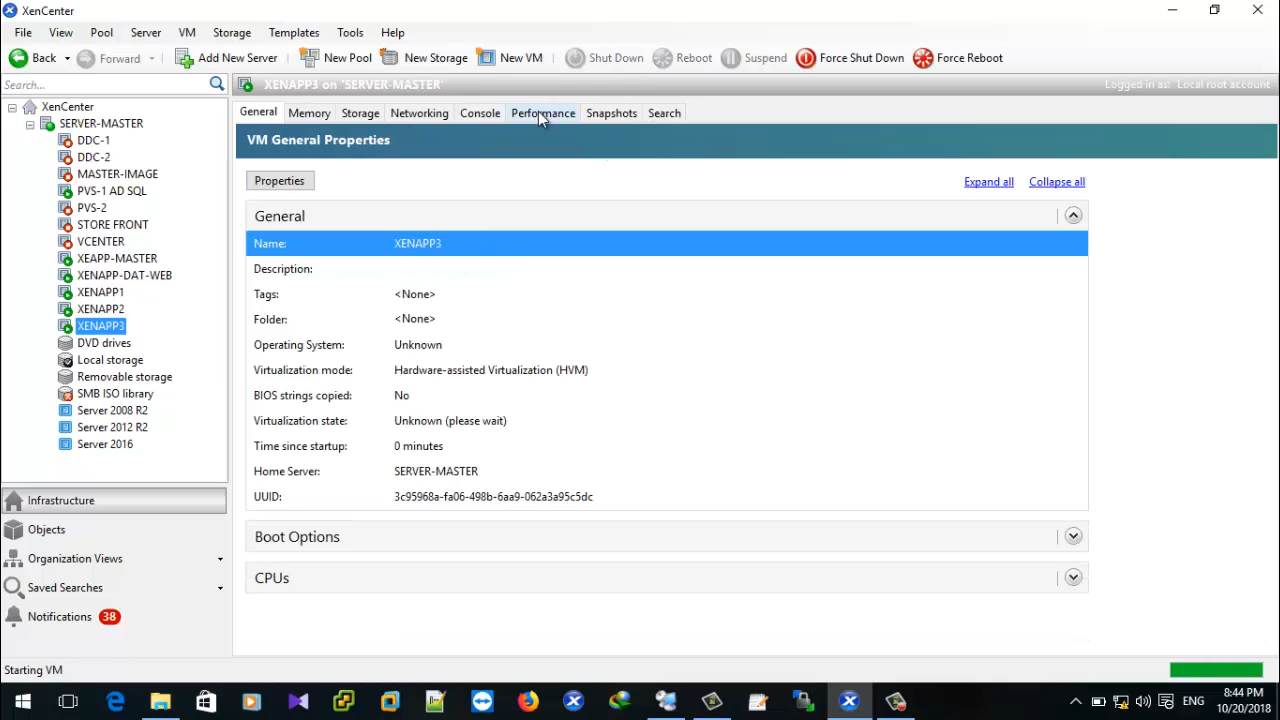 XenCenter
File View Pool Server VM Storage Templates Tools Help
Back Forward Add New Server New Pool New Storage New VM Shut Down Reboot Suspend Force Shut Down Force Reboot
Search...
XENAPP3 on 'SERVER-MASTER' Logged in as: Local root account
XenCenter
SERVER-MASTER
DDC-1
DDC-2
MASTER-IMAGE
PVS-1 AD SQL
PVS-2
STORE FRONT
VCENTER
XEAPP-MASTER
XENAPP-DAT-WEB
XENAPP1
XENAPP2
XENAPP3
DVD drives
Local storage
Removable storage
SMB ISO library
Server 2008 R2
Server 2012 R2
Server 2016
Infrastructure
Objects
Organization Views
Saved Searches
Notifications 38
General Memory Storage Networking Console Performance Snapshots Search
VM General Properties
Properties Expand all Collapse all
General
Name: XENAPP3
Description:
Tags: <None>
Folder: <None>
Operating System: Unknown
Virtualization mode: Hardware-assisted Virtualization (HVM)
BIOS strings copied: No
Virtualization state: Unknown (please wait)
Time since startup: 0 minutes
Home Server: SERVER-MASTER
UUID: 3c95968a-fa06-498b-6aa9-062a3a95c5dc
Boot Options
CPUs
Starting VM
ENG
8:44 PM
10/20/2018